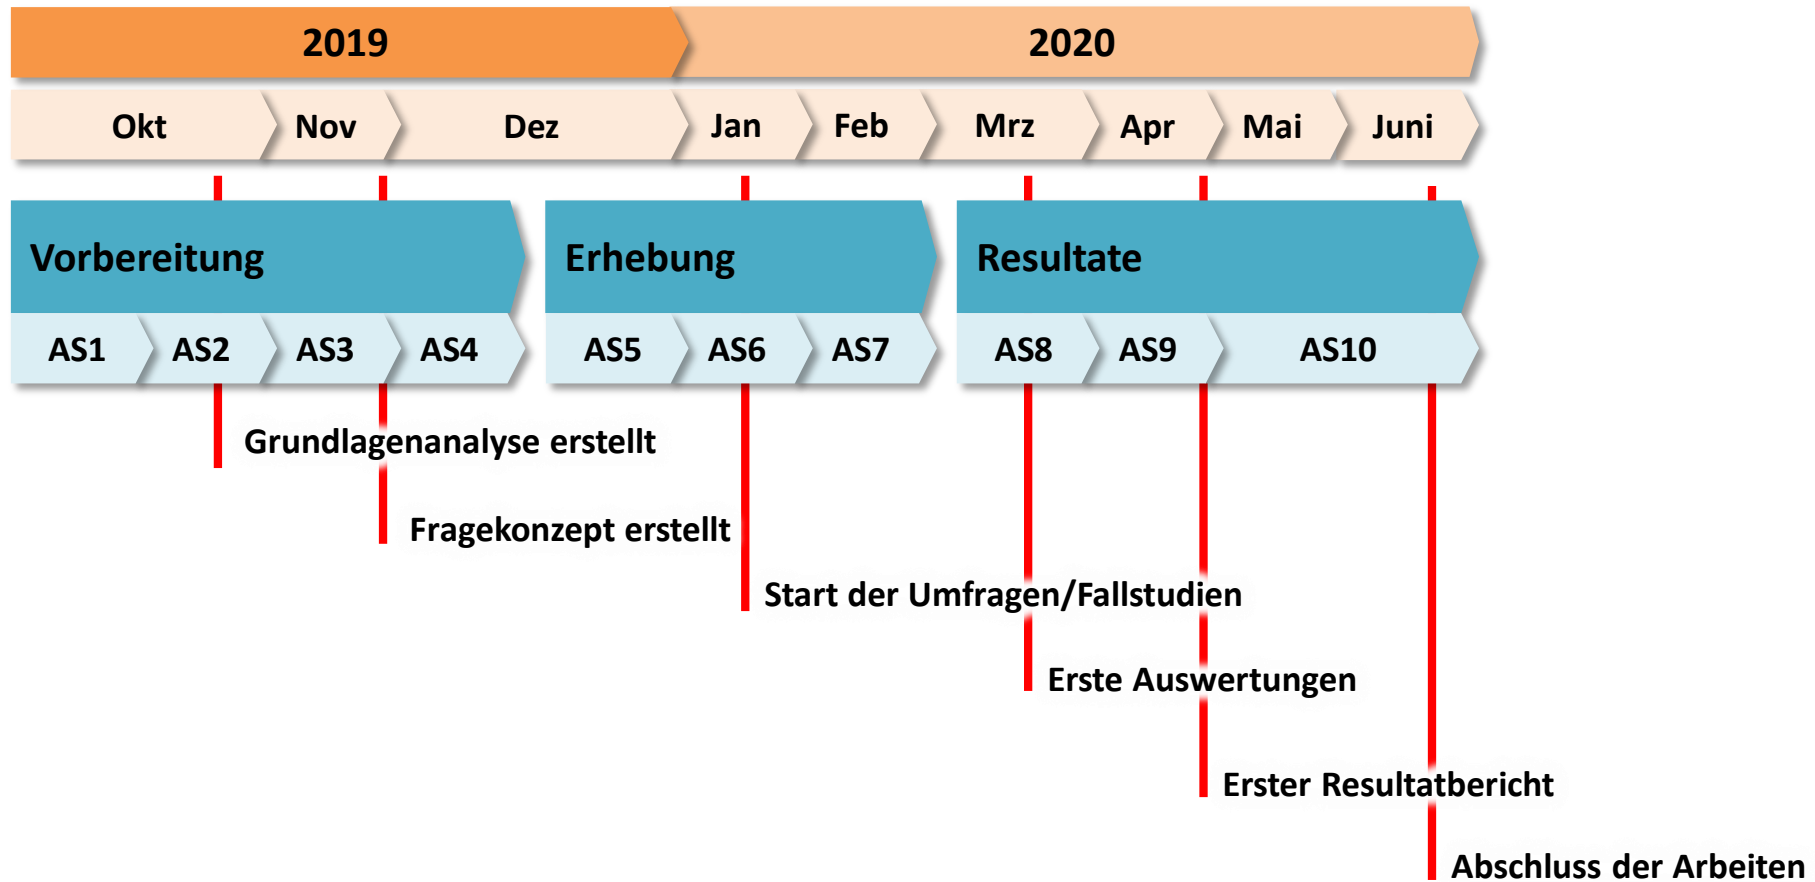 2019 2020
Okt Nov Dez Jan Feb Mrz Apr Mai Juni
Vorbereitung Erhebung Resultate
AS1 AS2 AS3 AS4 AS5 AS6 AS7 AS8 AS9 AS10
Grundlagenanalyse erstellt
Fragekonzept erstellt
Start der Umfragen/Fallstudien
Erste Auswertungen
Erster Resultatbericht
Abschluss der Arbeiten